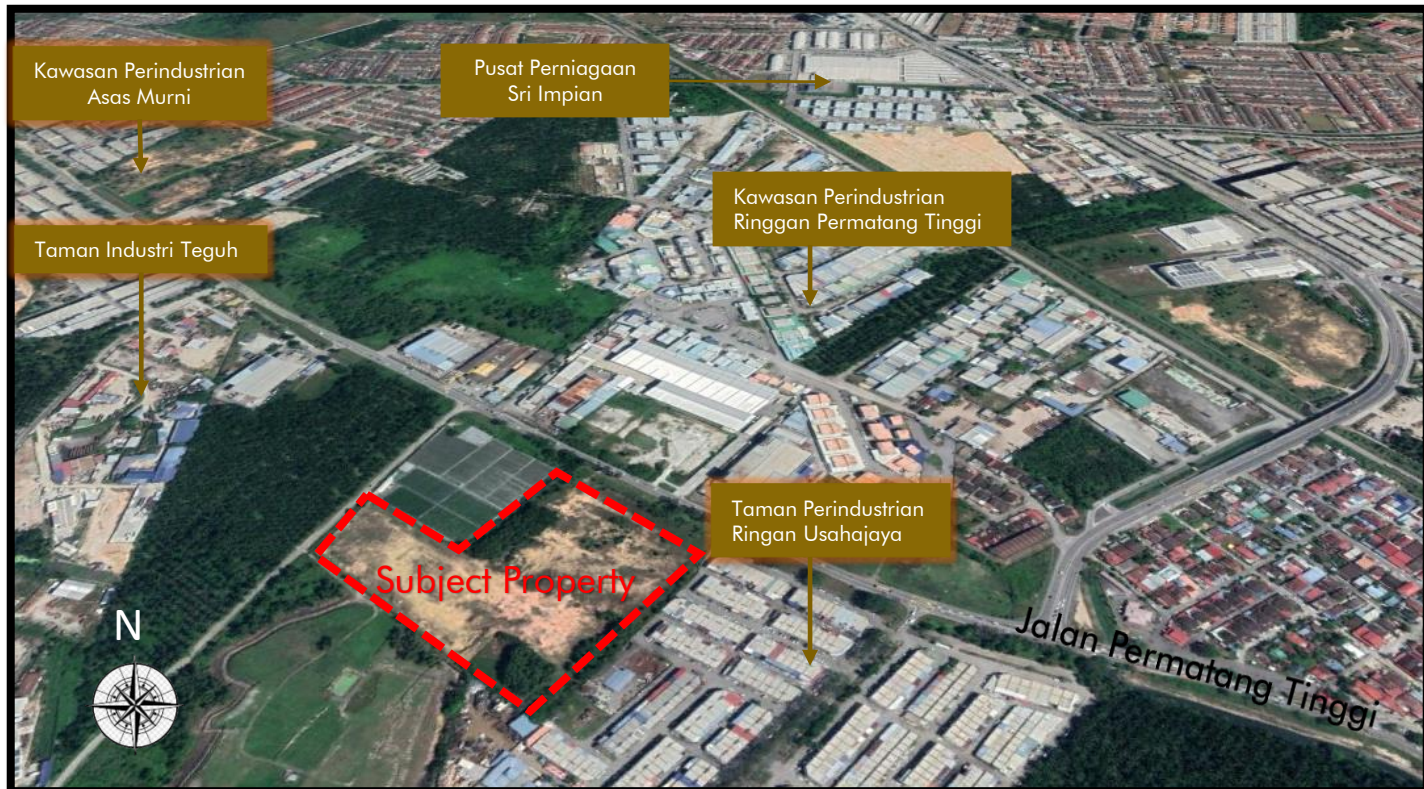 Kawasan Perindustrian
Asas Murni
Pusat Perniagaan
Sri Impian
Kawasan Perindustrian
Ringgan Permatang Tinggi
Taman Industri Teguh
Taman Perindustrian
Ringan Usahajaya
Subject Property
N
Jalan Permatang Tinggi